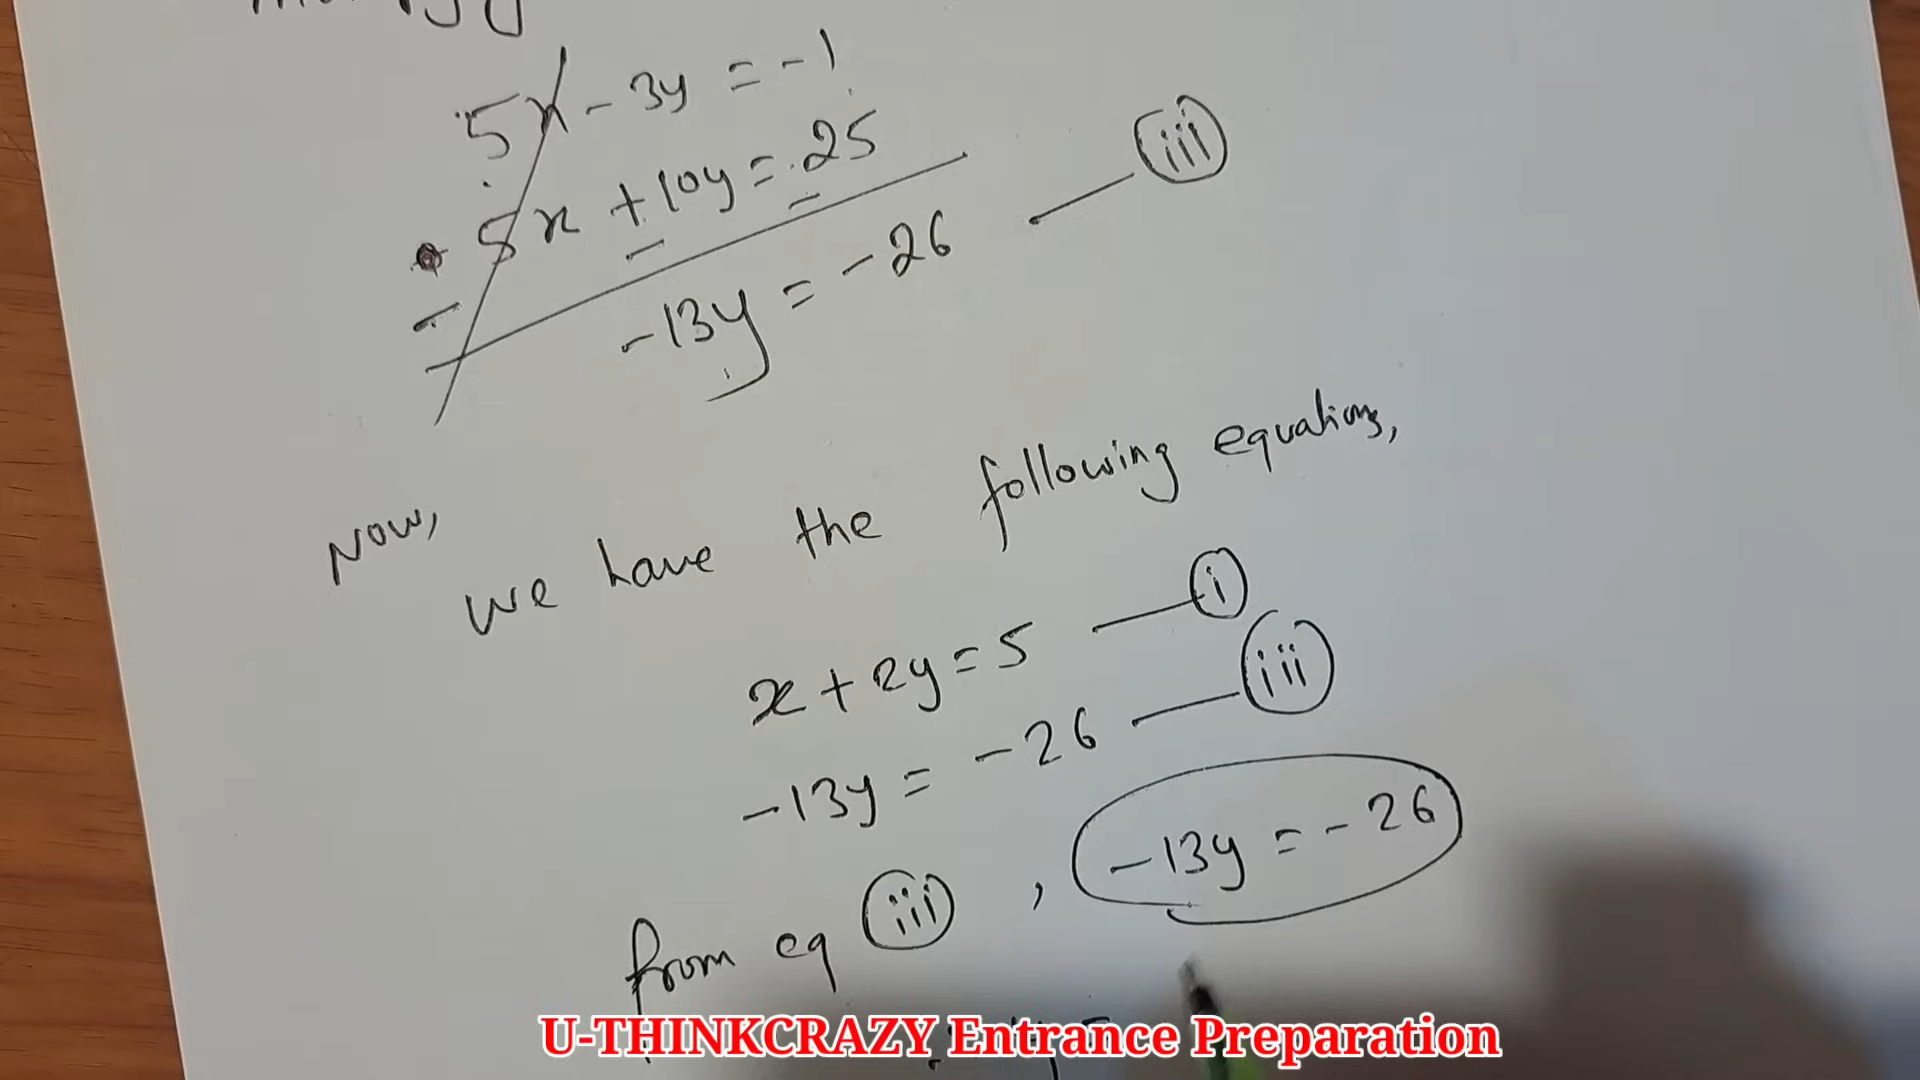 5x - 3y = -1
5x + 10y = 25
- - -
-13y = -26 — iii
Now,
we have the following equations,
x + 2y = 5 — i
-13y = -26 — iii
from eq iii , -13y = -26
U-THINKCRAZY Entrance Preparation